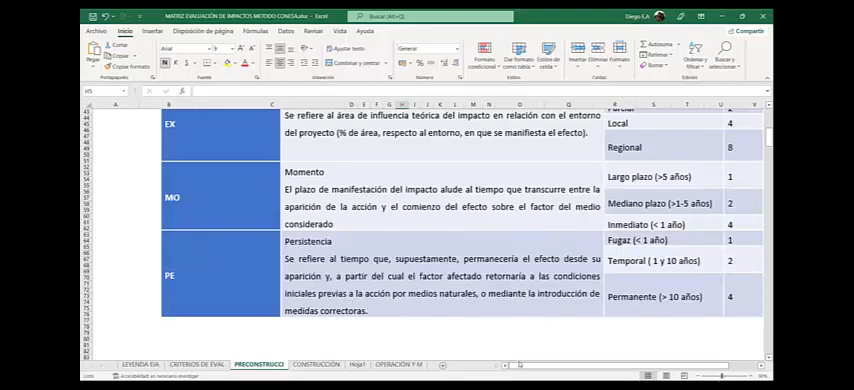 MATRIZ EVALUACIÓN DE IMPACTOS METODO CONESA.xlsx - Excel
Buscar (Alt+Q)
Diego E.A
Archivo Inicio Insertar Disposición de página Fórmulas Datos Revisar Vista Ayuda
Compartir
Pegar
Cortar
Copiar
Copiar formato
Arial 9
N K S
Ajustar texto
Combinar y centrar
General
Formato condicional
Dar formato como tabla
Estilos de celda
Insertar Eliminar Formato
Autosuma
Rellenar
Borrar
Ordenar y filtrar
Buscar y seleccionar
Portapapeles Fuente Alineación Número Estilos Celdas Edición
H5
A B C D E F G H I J K L M N O Q R S T U V
EX
Se refiere al área de influencia teórica del impacto en relación con el entorno
del proyecto (% de área, respecto al entorno, en que se manifiesta el efecto).
Parcial 2
Local 4
Regional 8
MO
Momento
El plazo de manifestación del impacto alude al tiempo que transcurre entre la
aparición de la acción y el comienzo del efecto sobre el factor del medio
considerado
Largo plazo (>5 años) 1
Mediano plazo (>1-5 años) 2
Inmediato (< 1 año) 4
PE
Persistencia
Se refiere al tiempo que, supuestamente, permanecería el efecto desde su
aparición y, a partir del cual el factor afectado retornaría a las condiciones
iniciales previas a la acción por medios naturales, o mediante la introducción de
medidas correctoras.
Fugaz (< 1 año) 1
Temporal ( 1 y 10 años) 2
Permanente (> 10 años) 4
LEYENDA EIA CRITERIOS DE EVAL PRECONSTRUCCI CONSTRUCCIÓN Hoja1 OPERACIÓN Y M
Listo Accesibilidad: es necesario investigar